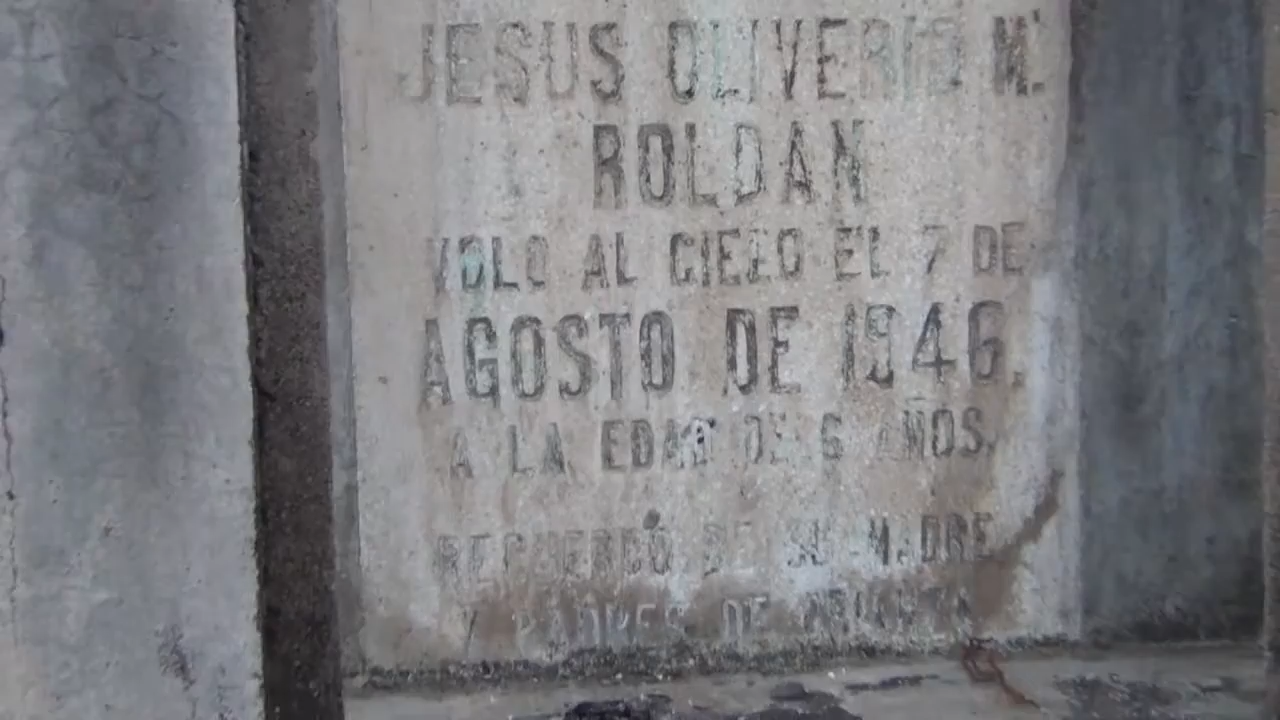 JESUS OLIVERIO M.
ROLDAN
VOLO AL CIELO EL 7 DE
AGOSTO DE 1946.
A LA EDAD DE 6 AÑOS.
RECUERDO DE SU MADRE
Y PADRES DE CRIANZA